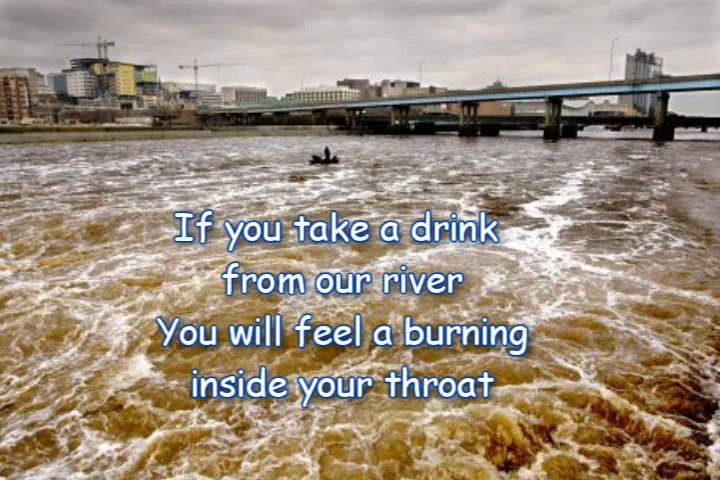 If you take a drink
from our river
You will feel a burning
inside your throat